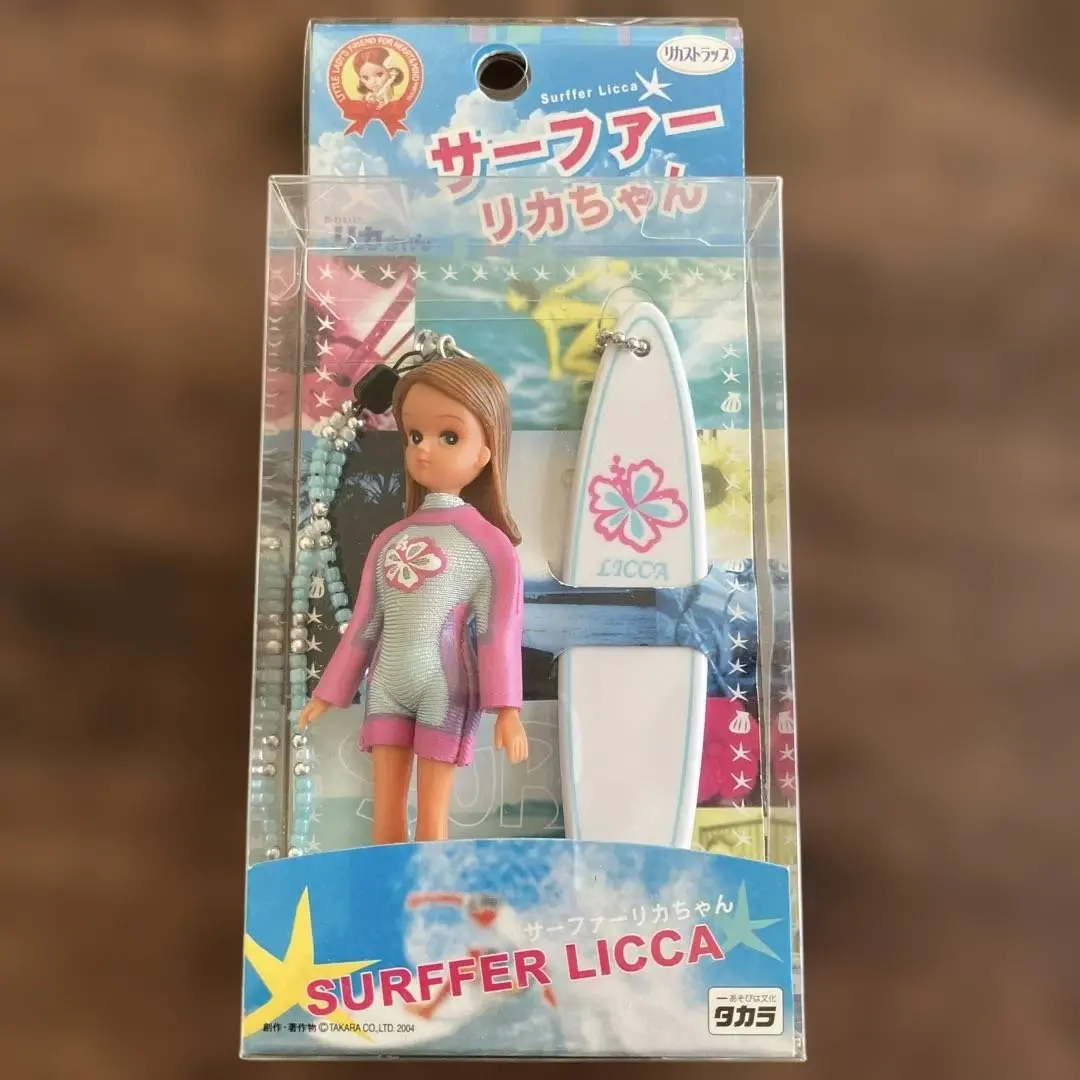 LITTLE LADY'S FRIEND FOR HEART&MIND
リカストラップ
Surffer Licca
サーファー
リカちゃん
LICCA
サーファーリカちゃん
SURFFER LICCA
あそびは文化
タカラ
創作・著作物 ©TAKARA CO.,LTD. 2004